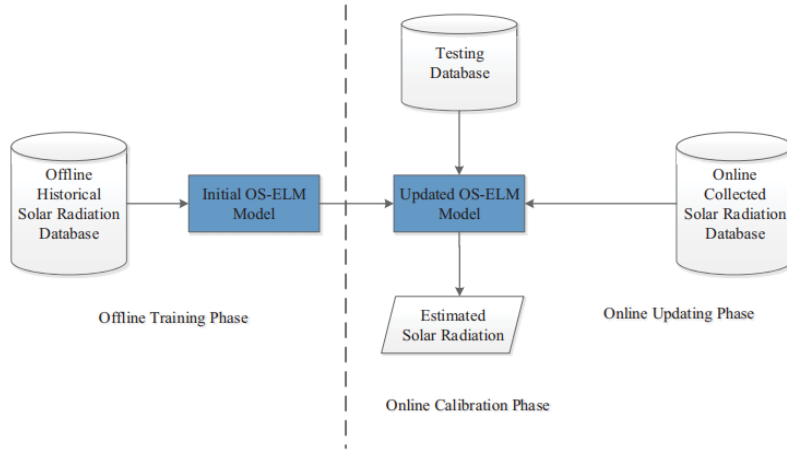 Testing
Database
Offline
Historical
Solar Radiation
Database
Initial OS-ELM
Model
Updated OS-ELM
Model
Online
Collected
Solar Radiation
Database
Offline Training Phase
Estimated
Solar Radiation
Online Updating Phase
Online Calibration Phase